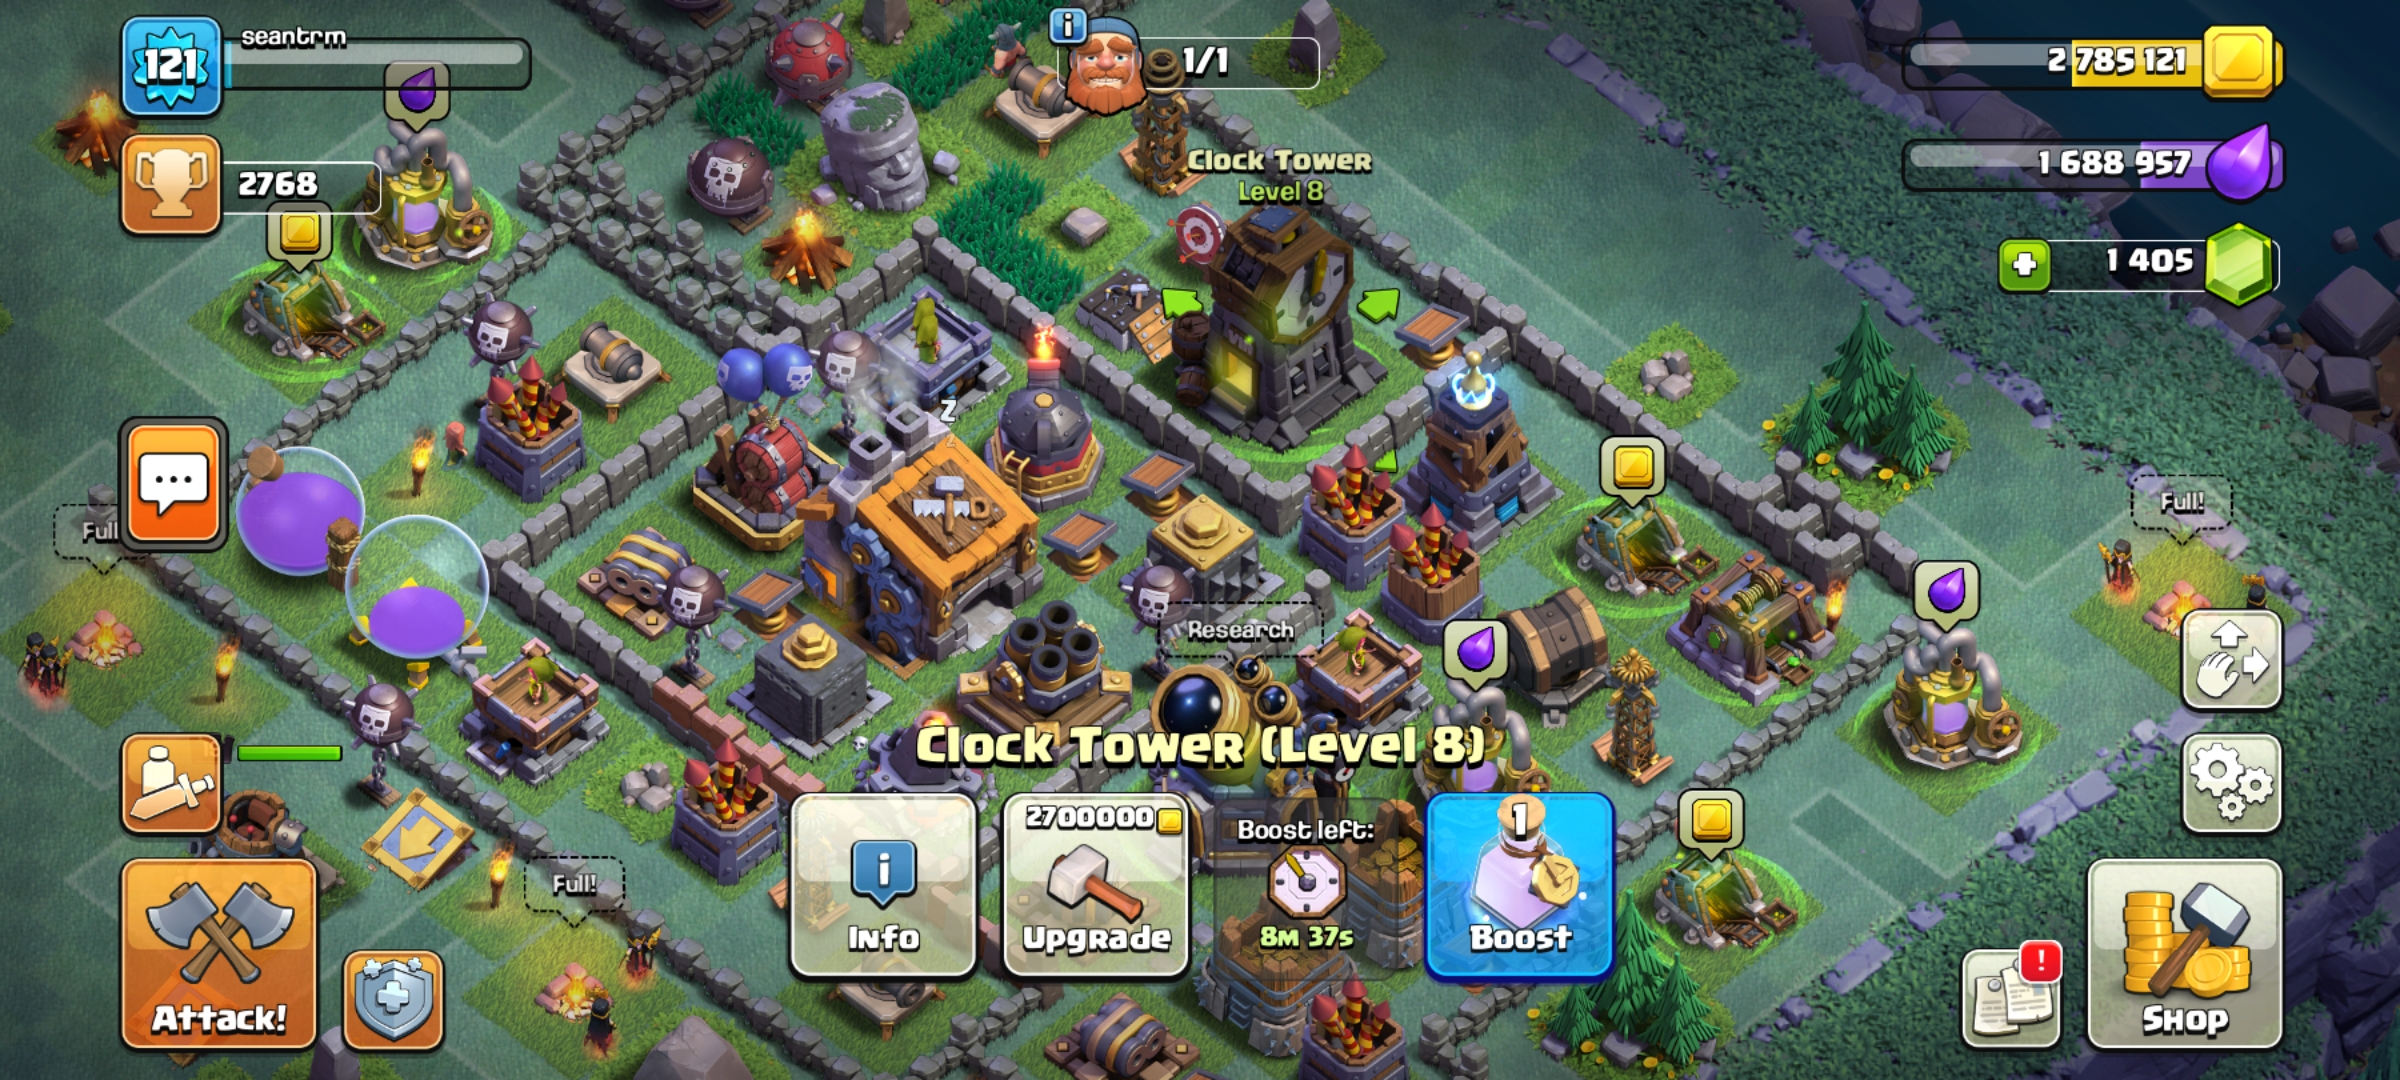 seantrm
121
1/1
2 785 121
2768
1 688 957
Clock Tower
Level 8
1 405
z
Full!
Research
Clock Tower (Level 8)
2700000
Boost left:
1
Full!
8m 37s
Info
Upgrade
Boost
!
Attack!
Shop